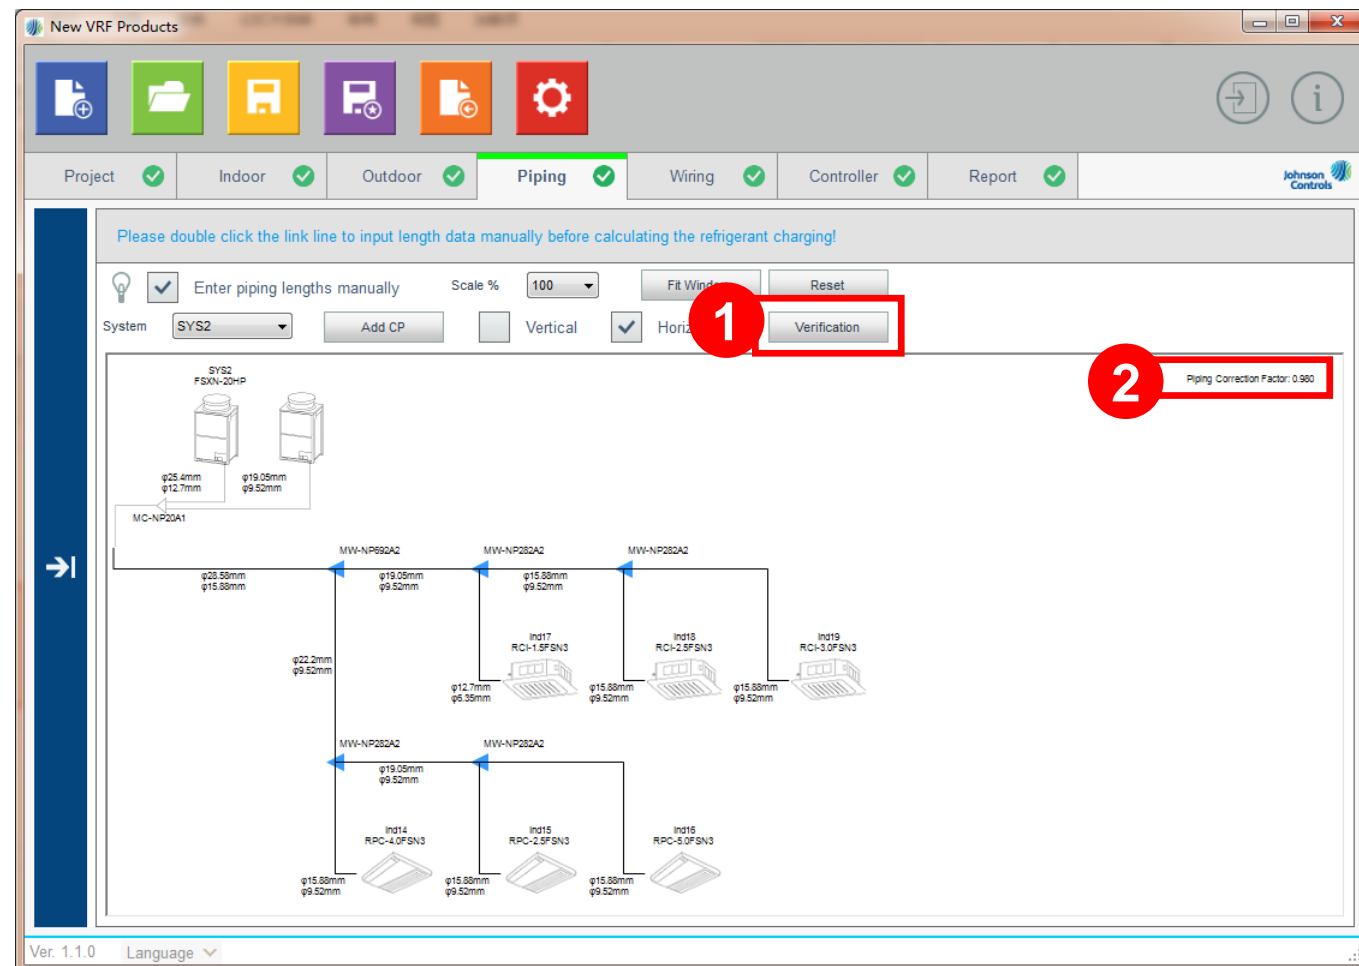 New VRF Products
Project
Indoor
Outdoor
Piping
Wiring
Controller
Report
Johnson
Controls
Please double click the link line to input length data manually before calculating the refrigerant charging!
Enter piping lengths manually
Scale %
100
Fit Wind
Reset
System
SYS2
Add CP
Vertical
Horiz
1
Verification
2
Piping Correction Factor: 0.980
SYS2
FSXN-20HP
φ25.4mm
φ12.7mm
φ19.05mm
φ9.52mm
MC-NP20A1
MW-NP692A2
MW-NP282A2
MW-NP282A2
φ28.58mm
φ15.88mm
φ19.05mm
φ9.52mm
φ15.88mm
φ9.52mm
Ind17
RCI-1.5FSN3
Ind18
RCI-2.5FSN3
Ind19
RCI-3.0FSN3
φ22.2mm
φ9.52mm
φ12.7mm
φ6.35mm
φ15.88mm
φ9.52mm
φ15.88mm
φ9.52mm
MW-NP282A2
MW-NP282A2
φ19.05mm
φ9.52mm
Ind14
RPC-4.0FSN3
Ind15
RPC-2.5FSN3
Ind16
RPC-5.0FSN3
φ15.88mm
φ9.52mm
φ15.88mm
φ9.52mm
φ15.88mm
φ9.52mm
Ver. 1.1.0
Language